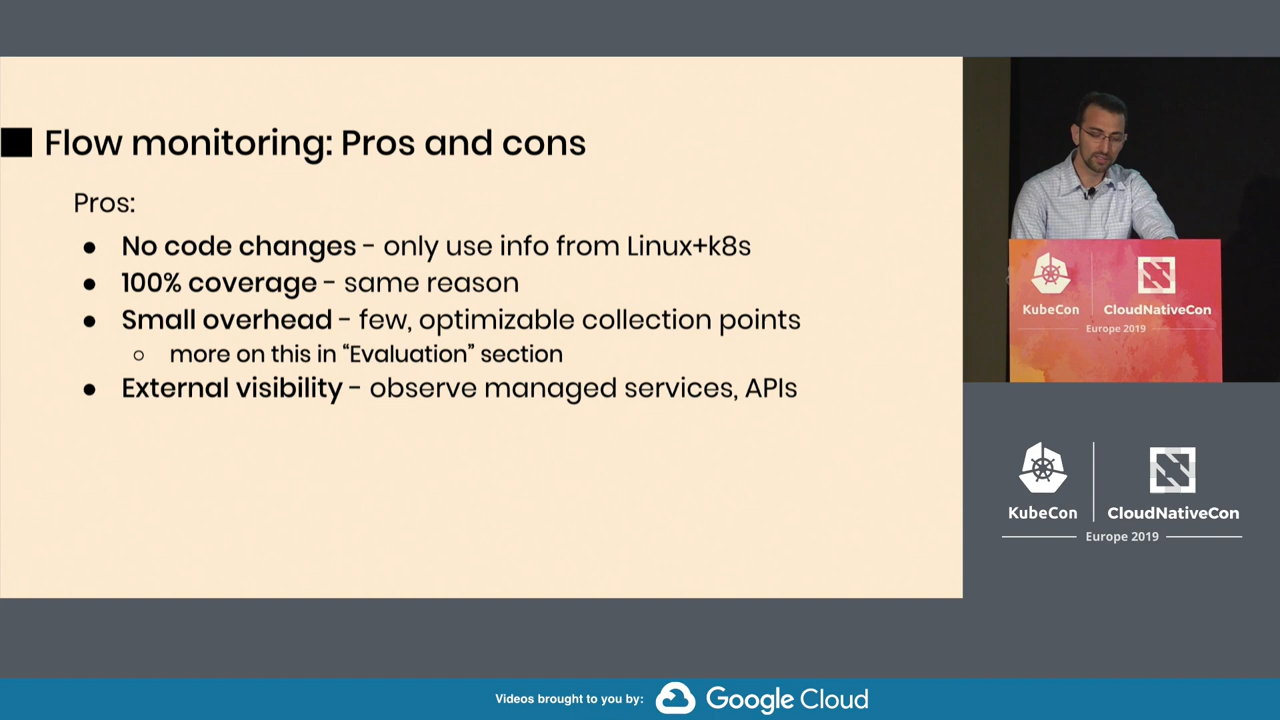 Flow monitoring: Pros and cons
Pros:
● No code changes - only use info from Linux+k8s
● 100% coverage - same reason
● Small overhead - few, optimizable collection points
○ more on this in “Evaluation” section
● External visibility - observe managed services, APIs
KubeCon
CloudNativeCon
Europe 2019
KubeCon
CloudNativeCon
Europe 2019
Videos brought to you by:
Google Cloud